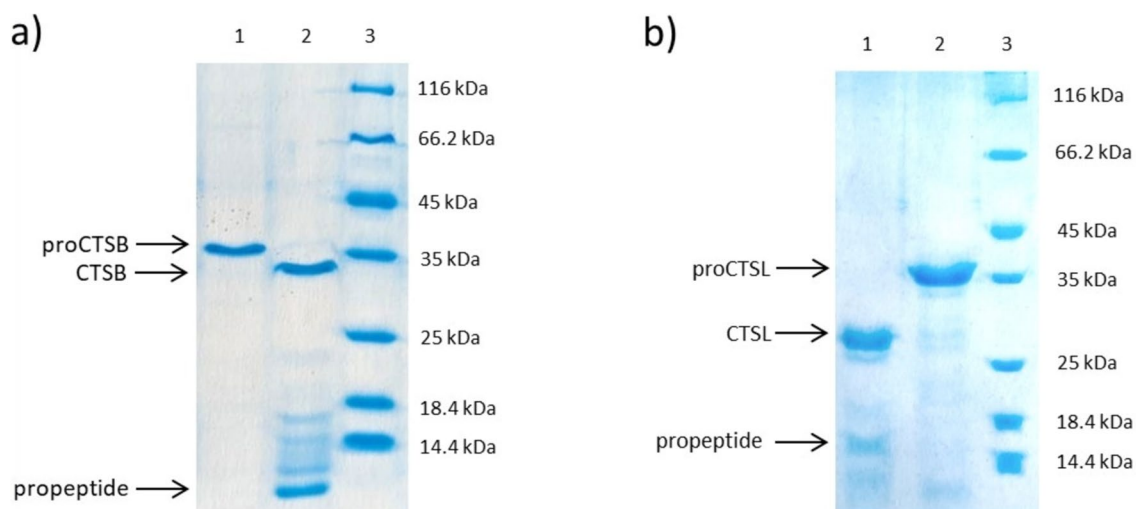 a)
1 2 3
116 kDa
66.2 kDa
45 kDa
proCTSB
35 kDa
CTSB
25 kDa
18.4 kDa
14.4 kDa
propeptide
b)
1 2 3
116 kDa
66.2 kDa
45 kDa
proCTSL
35 kDa
CTSL
25 kDa
18.4 kDa
propeptide
14.4 kDa